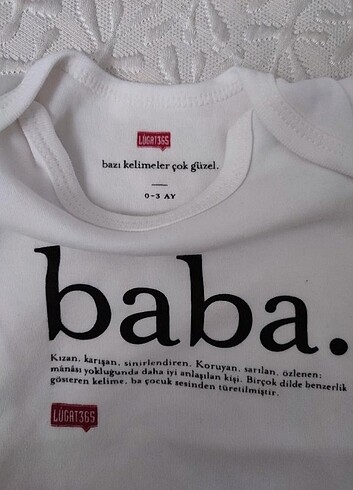 LÜGAT365
bazı kelimeler çok güzel.
0-3 AY
baba.
Kızan, karışan, sinirlendiren. Koruyan, sarılan, özlenen;
mânâsı yokluğunda daha iyi anlaşılan kişi. Birçok dilde benzerlik
gösteren kelime, ba çocuk sesinden türetilmiştir.
LÜGAT365